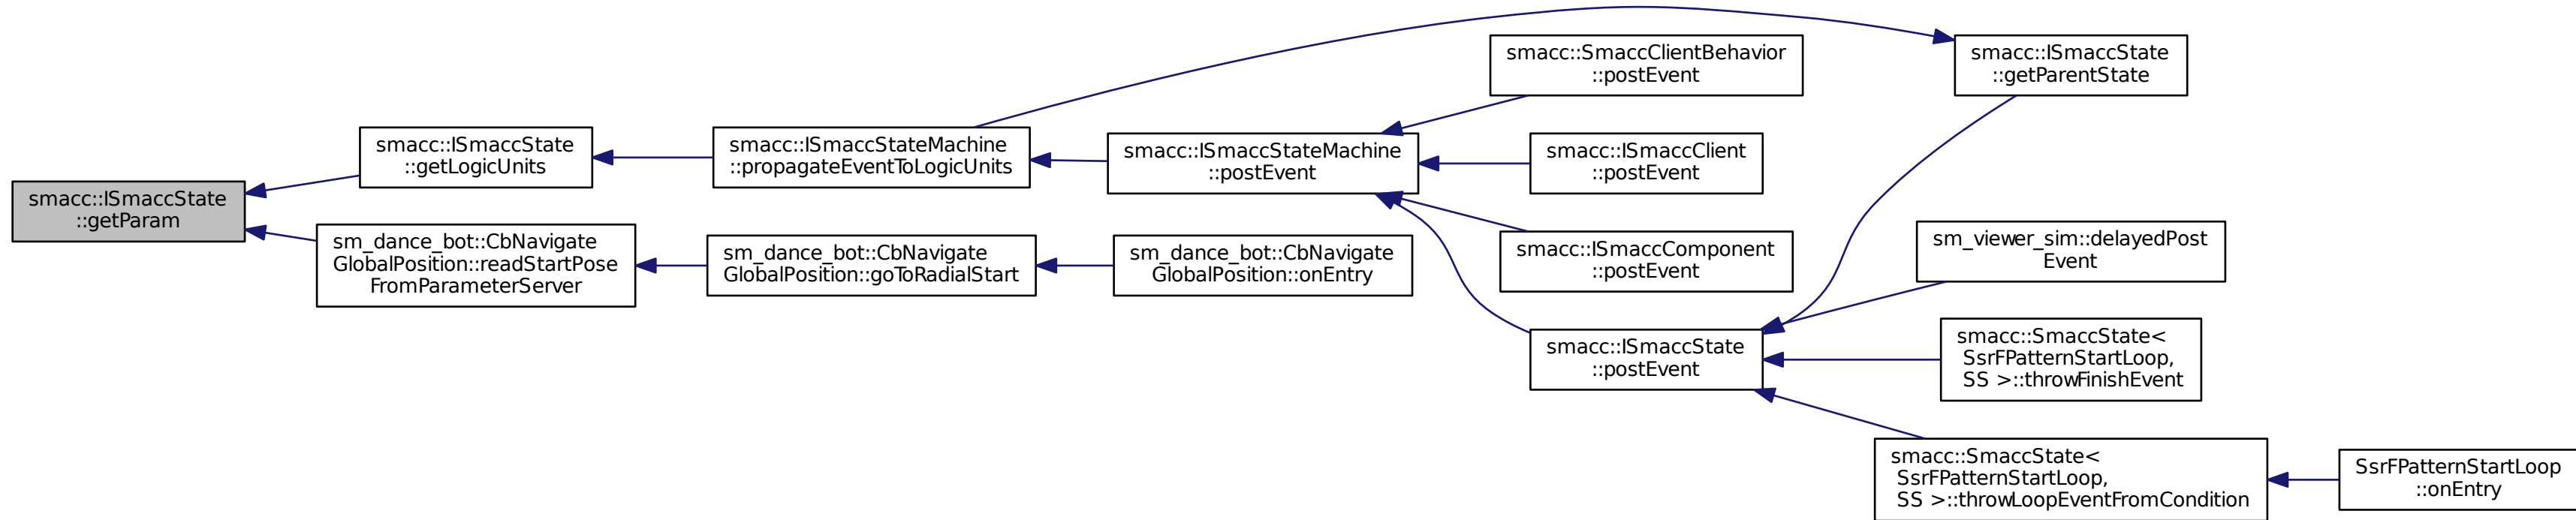 smacc::ISmaccState
::getParam
smacc::ISmaccState
::getLogicUnits
sm_dance_bot::CbNavigate
GlobalPosition::readStartPose
FromParameterServer
smacc::ISmaccStateMachine
::propagateEventToLogicUnits
sm_dance_bot::CbNavigate
GlobalPosition::goToRadialStart
smacc::ISmaccStateMachine
::postEvent
sm_dance_bot::CbNavigate
GlobalPosition::onEntry
smacc::SmaccClientBehavior
::postEvent
smacc::ISmaccClient
::postEvent
smacc::ISmaccComponent
::postEvent
smacc::ISmaccState
::postEvent
smacc::ISmaccState
::getParentState
sm_viewer_sim::delayedPost
Event
smacc::SmaccState<
SsrFPatternStartLoop,
SS >::throwFinishEvent
smacc::SmaccState<
SsrFPatternStartLoop,
SS >::throwLoopEventFromCondition
SsrFPatternStartLoop
::onEntry